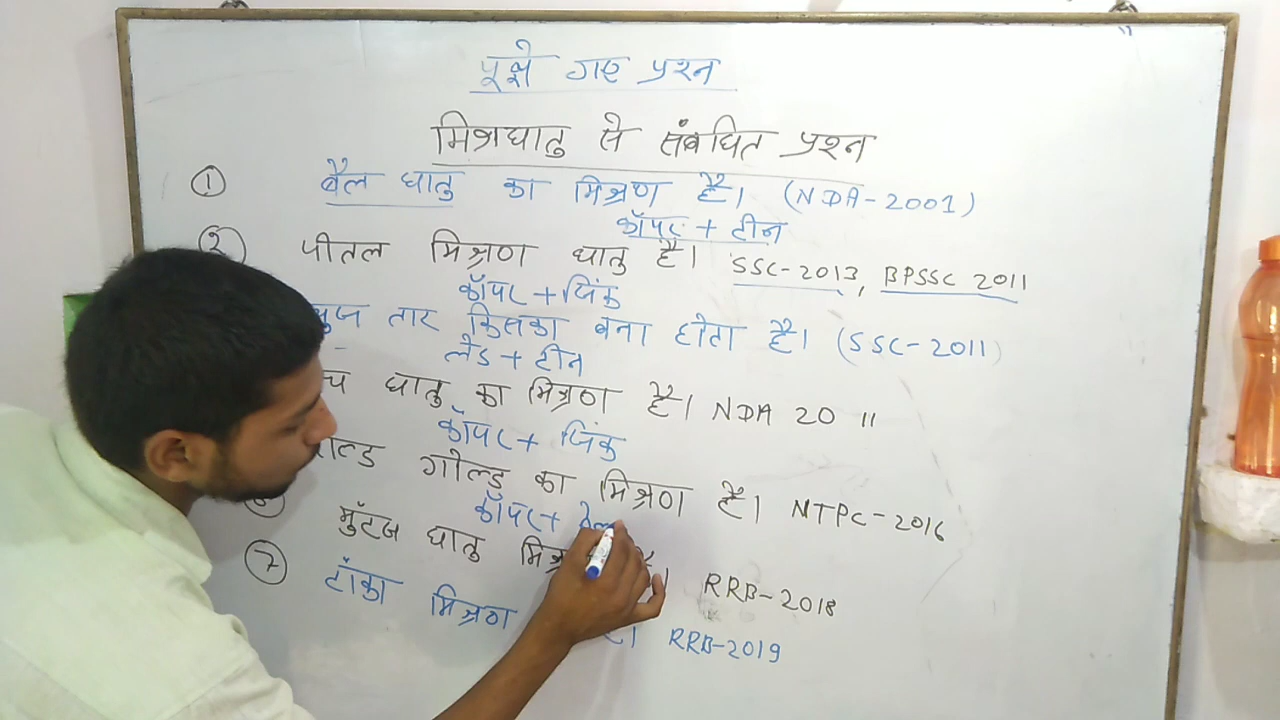 पूछे गए प्रश्न
मिश्रधातु से संबधित प्रश्न
① बैल धातु का मिश्रण है। (NDA-2001)
कॉपर + टीन
② पीतल मिश्रण धातु है। SSC-2013, BPSSC 2011
कॉपर + जिंक
तार किसका बना होता है। (SSC-2011)
लेड + टीन
च धातु का मिश्रण है। NDA 2011
कॉपर + जिंक
गोल्ड का मिश्रण है। NTPC-2016
कॉपर +
मुँटज धातु RRB-2018
⑦ टाँका मिश्रण RRB-2019